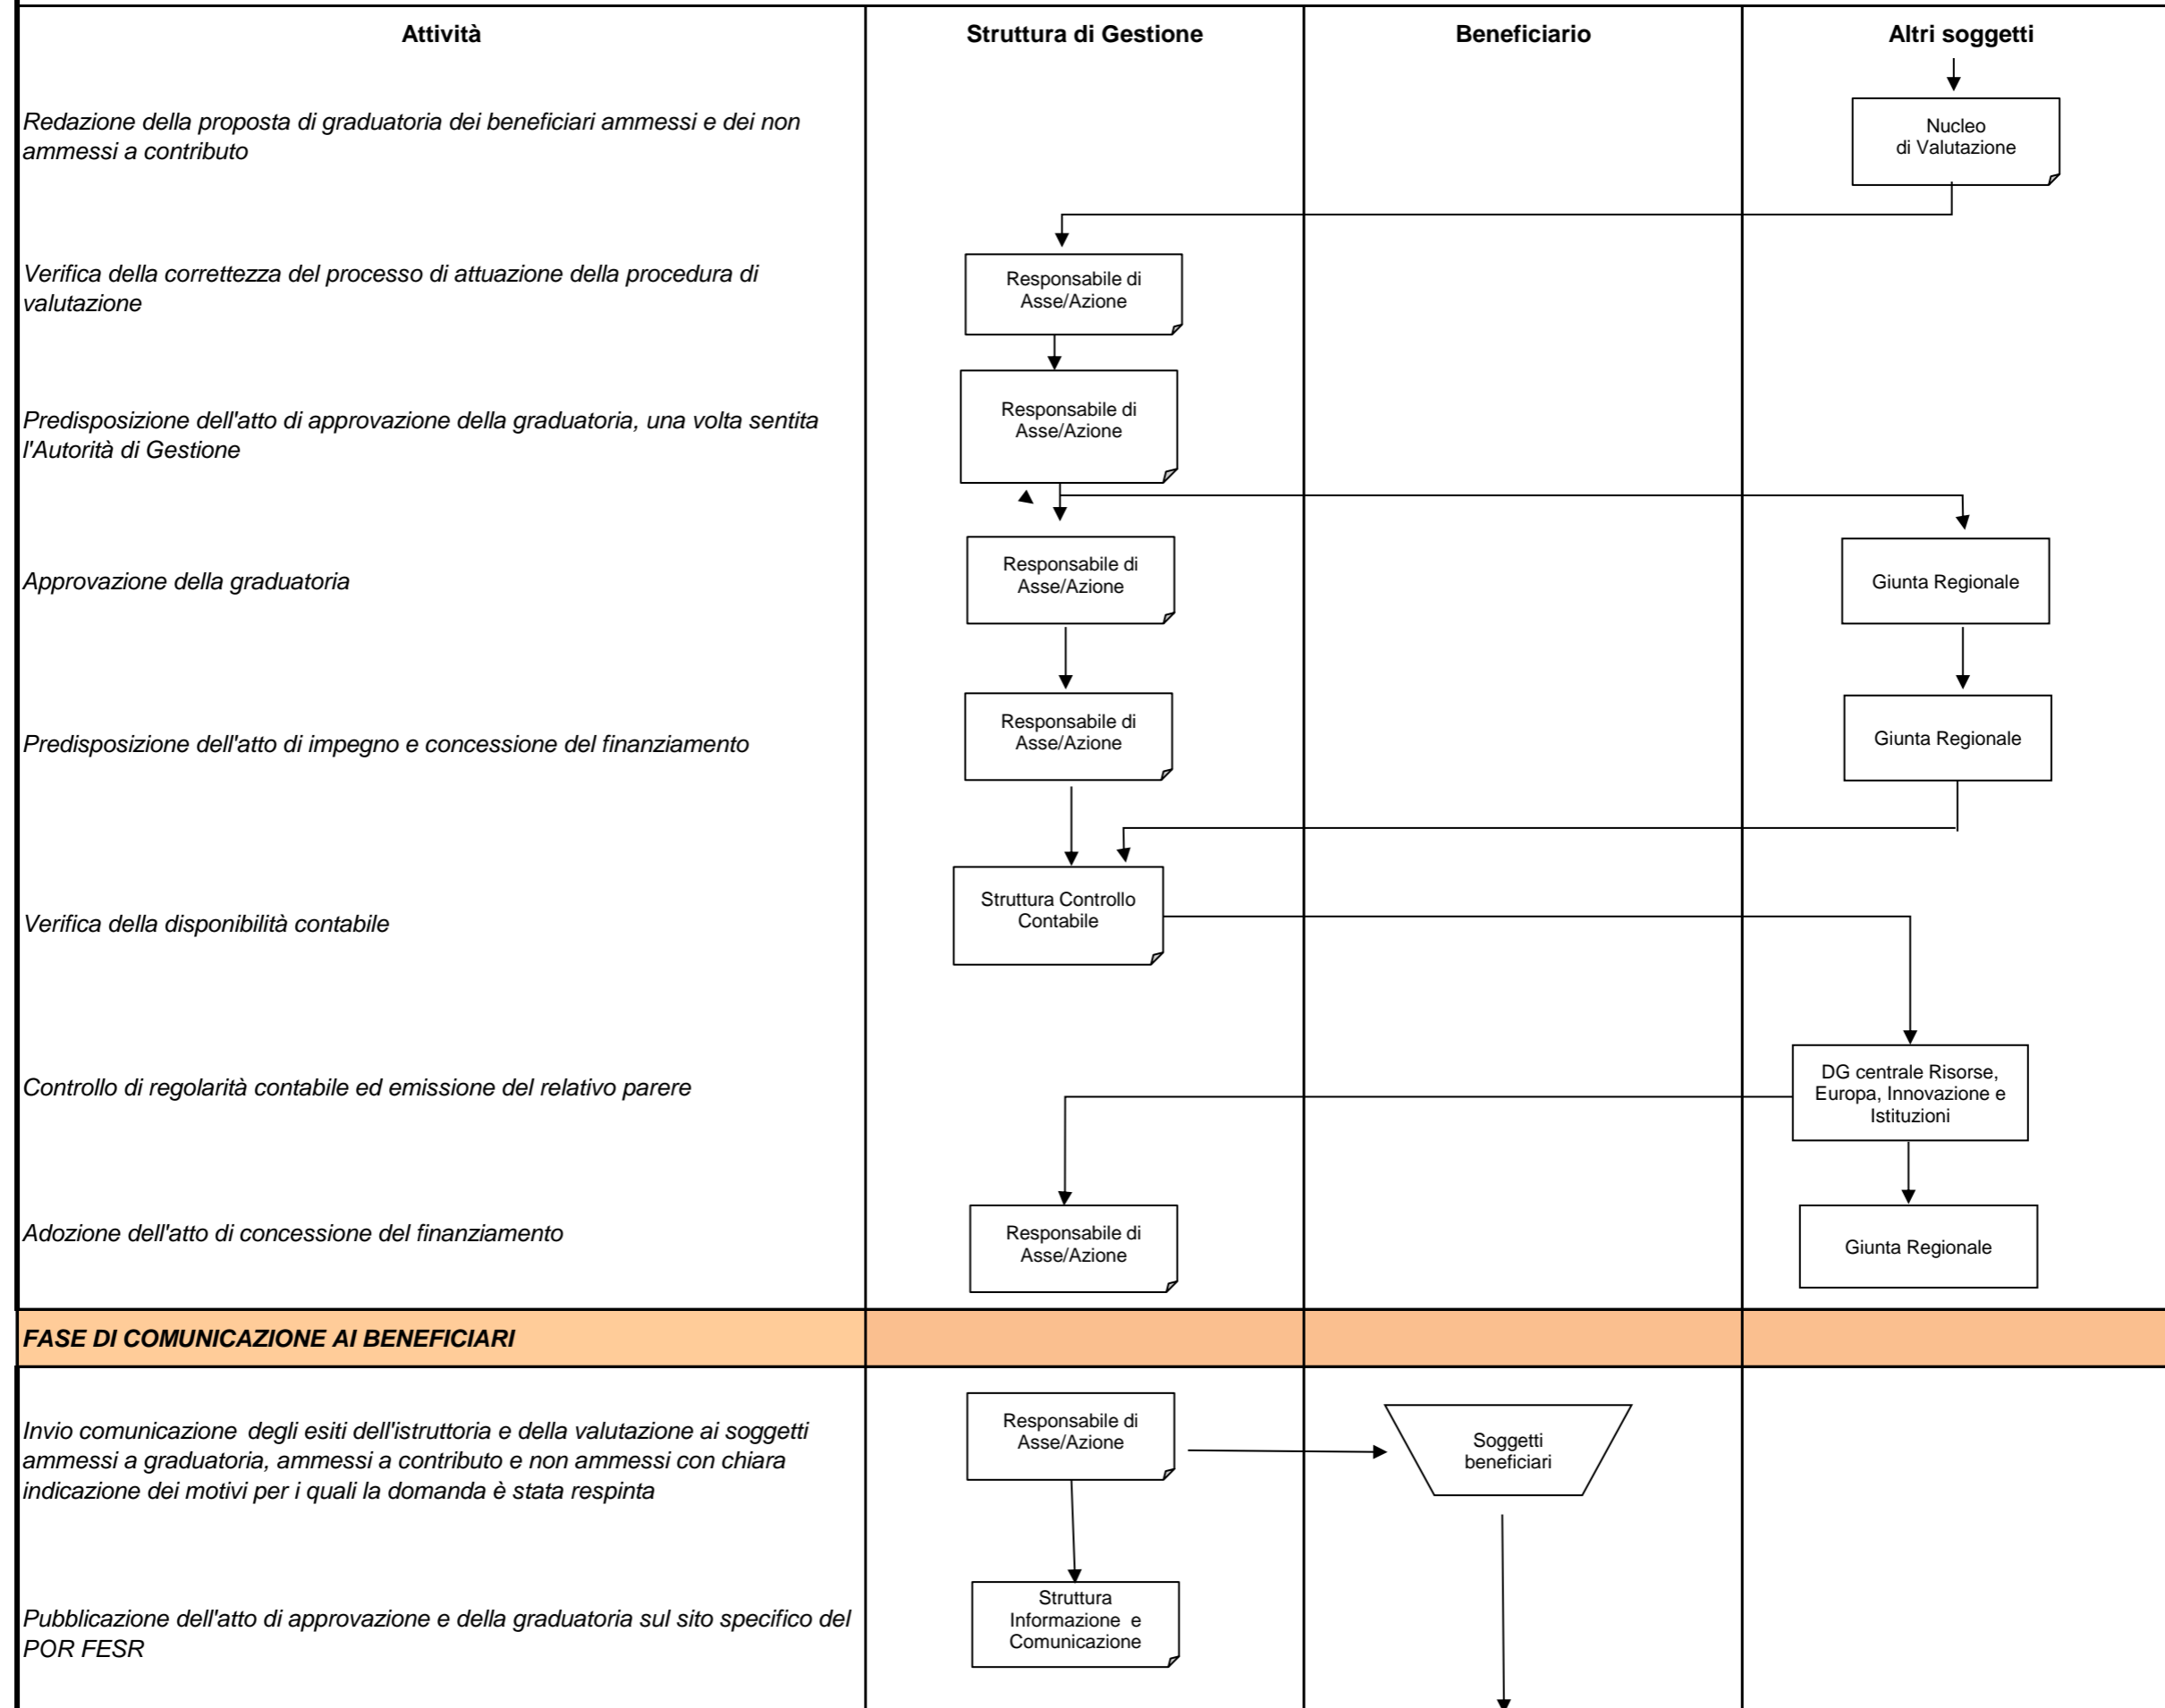 Attività
Struttura di Gestione
Beneficiario
Altri soggetti
Redazione della proposta di graduatoria dei beneficiari ammessi e dei non
ammessi a contributo
Nucleo
di Valutazione
Verifica della correttezza del processo di attuazione della procedura di
valutazione
Responsabile di
Asse/Azione
Predisposizione dell'atto di approvazione della graduatoria, una volta sentita
l'Autorità di Gestione
Responsabile di
Asse/Azione
Approvazione della graduatoria
Responsabile di
Asse/Azione
Giunta Regionale
Predisposizione dell'atto di impegno e concessione del finanziamento
Responsabile di
Asse/Azione
Giunta Regionale
Verifica della disponibilità contabile
Struttura Controllo
Contabile
Controllo di regolarità contabile ed emissione del relativo parere
DG centrale Risorse,
Europa, Innovazione e
Istituzioni
Adozione dell'atto di concessione del finanziamento
Responsabile di
Asse/Azione
Giunta Regionale
FASE DI COMUNICAZIONE AI BENEFICIARI
Invio comunicazione degli esiti dell'istruttoria e della valutazione ai soggetti
ammessi a graduatoria, ammessi a contributo e non ammessi con chiara
indicazione dei motivi per i quali la domanda è stata respinta
Responsabile di
Asse/Azione
Soggetti
beneficiari
Pubblicazione dell'atto di approvazione e della graduatoria sul sito specifico del
POR FESR
Struttura
Informazione e
Comunicazione